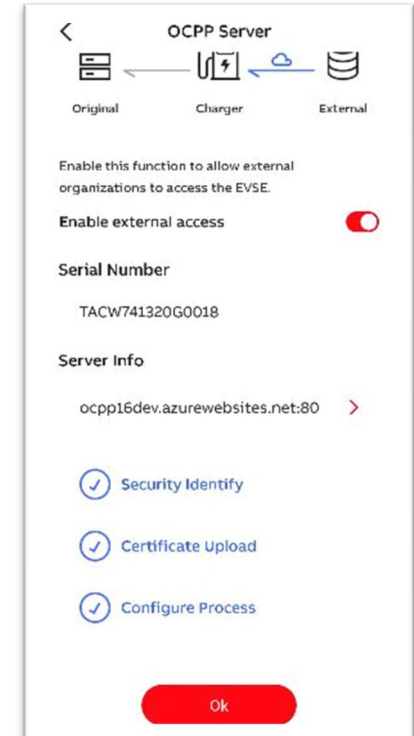 OCPP Server
Original Charger External
Enable this function to allow external
organizations to access the EVSE.
Enable external access
Serial Number
TACW741320G0018
Server Info
ocpp16dev.azurewebsites.net:80
Security Identify
Certificate Upload
Configure Process
Ok